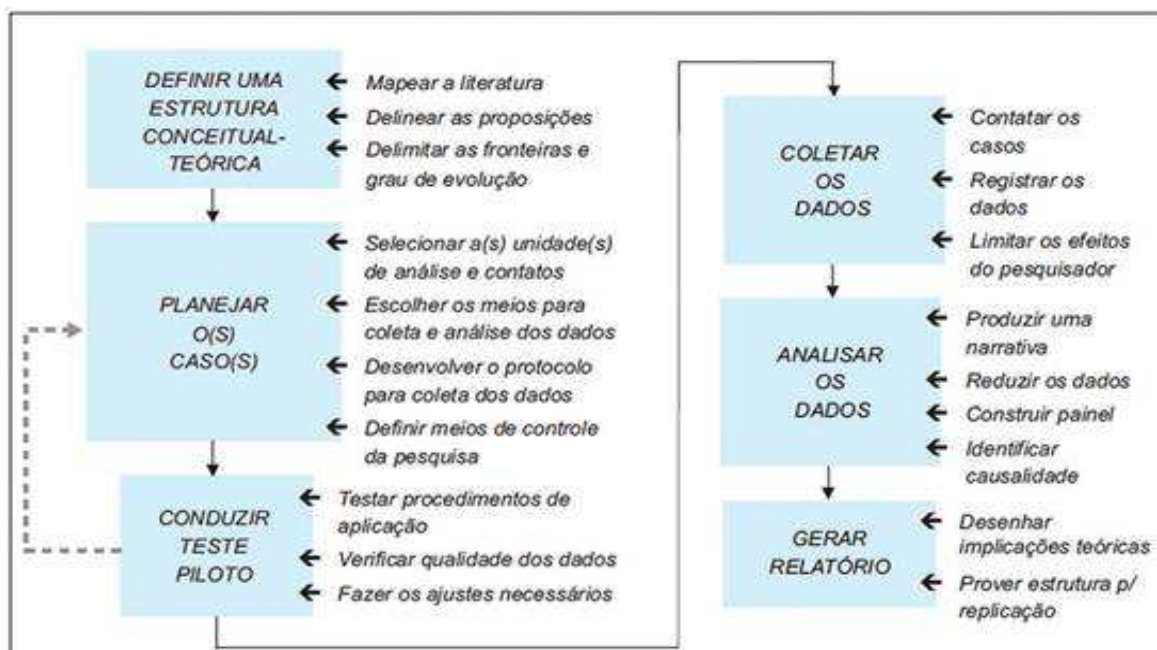 DEFINIR UMA
ESTRUTURA
CONCEITUAL-
TEÓRICA
Mapear a literatura
Delinear as proposições
Delimitar as fronteiras e
grau de evolução
PLANEJAR
O(S)
CASO(S)
Selecionar a(s) unidade(s)
de análise e contatos
Escolher os meios para
coleta e análise dos dados
Desenvolver o protocolo
para coleta dos dados
Definir meios de controle
da pesquisa
CONDUZIR
TESTE
PILOTO
Testar procedimentos de
aplicação
Verificar qualidade dos dados
Fazer os ajustes necessários
COLETAR
OS
DADOS
Contatar os
casos
Registrar os
dados
Limitar os efeitos
do pesquisador
ANALISAR
OS
DADOS
Produzir uma
narrativa
Reduzir os dados
Construir painel
Identificar
causalidade
GERAR
RELATÓRIO
Desenhar
implicações teóricas
Prover estrutura p/
replicação